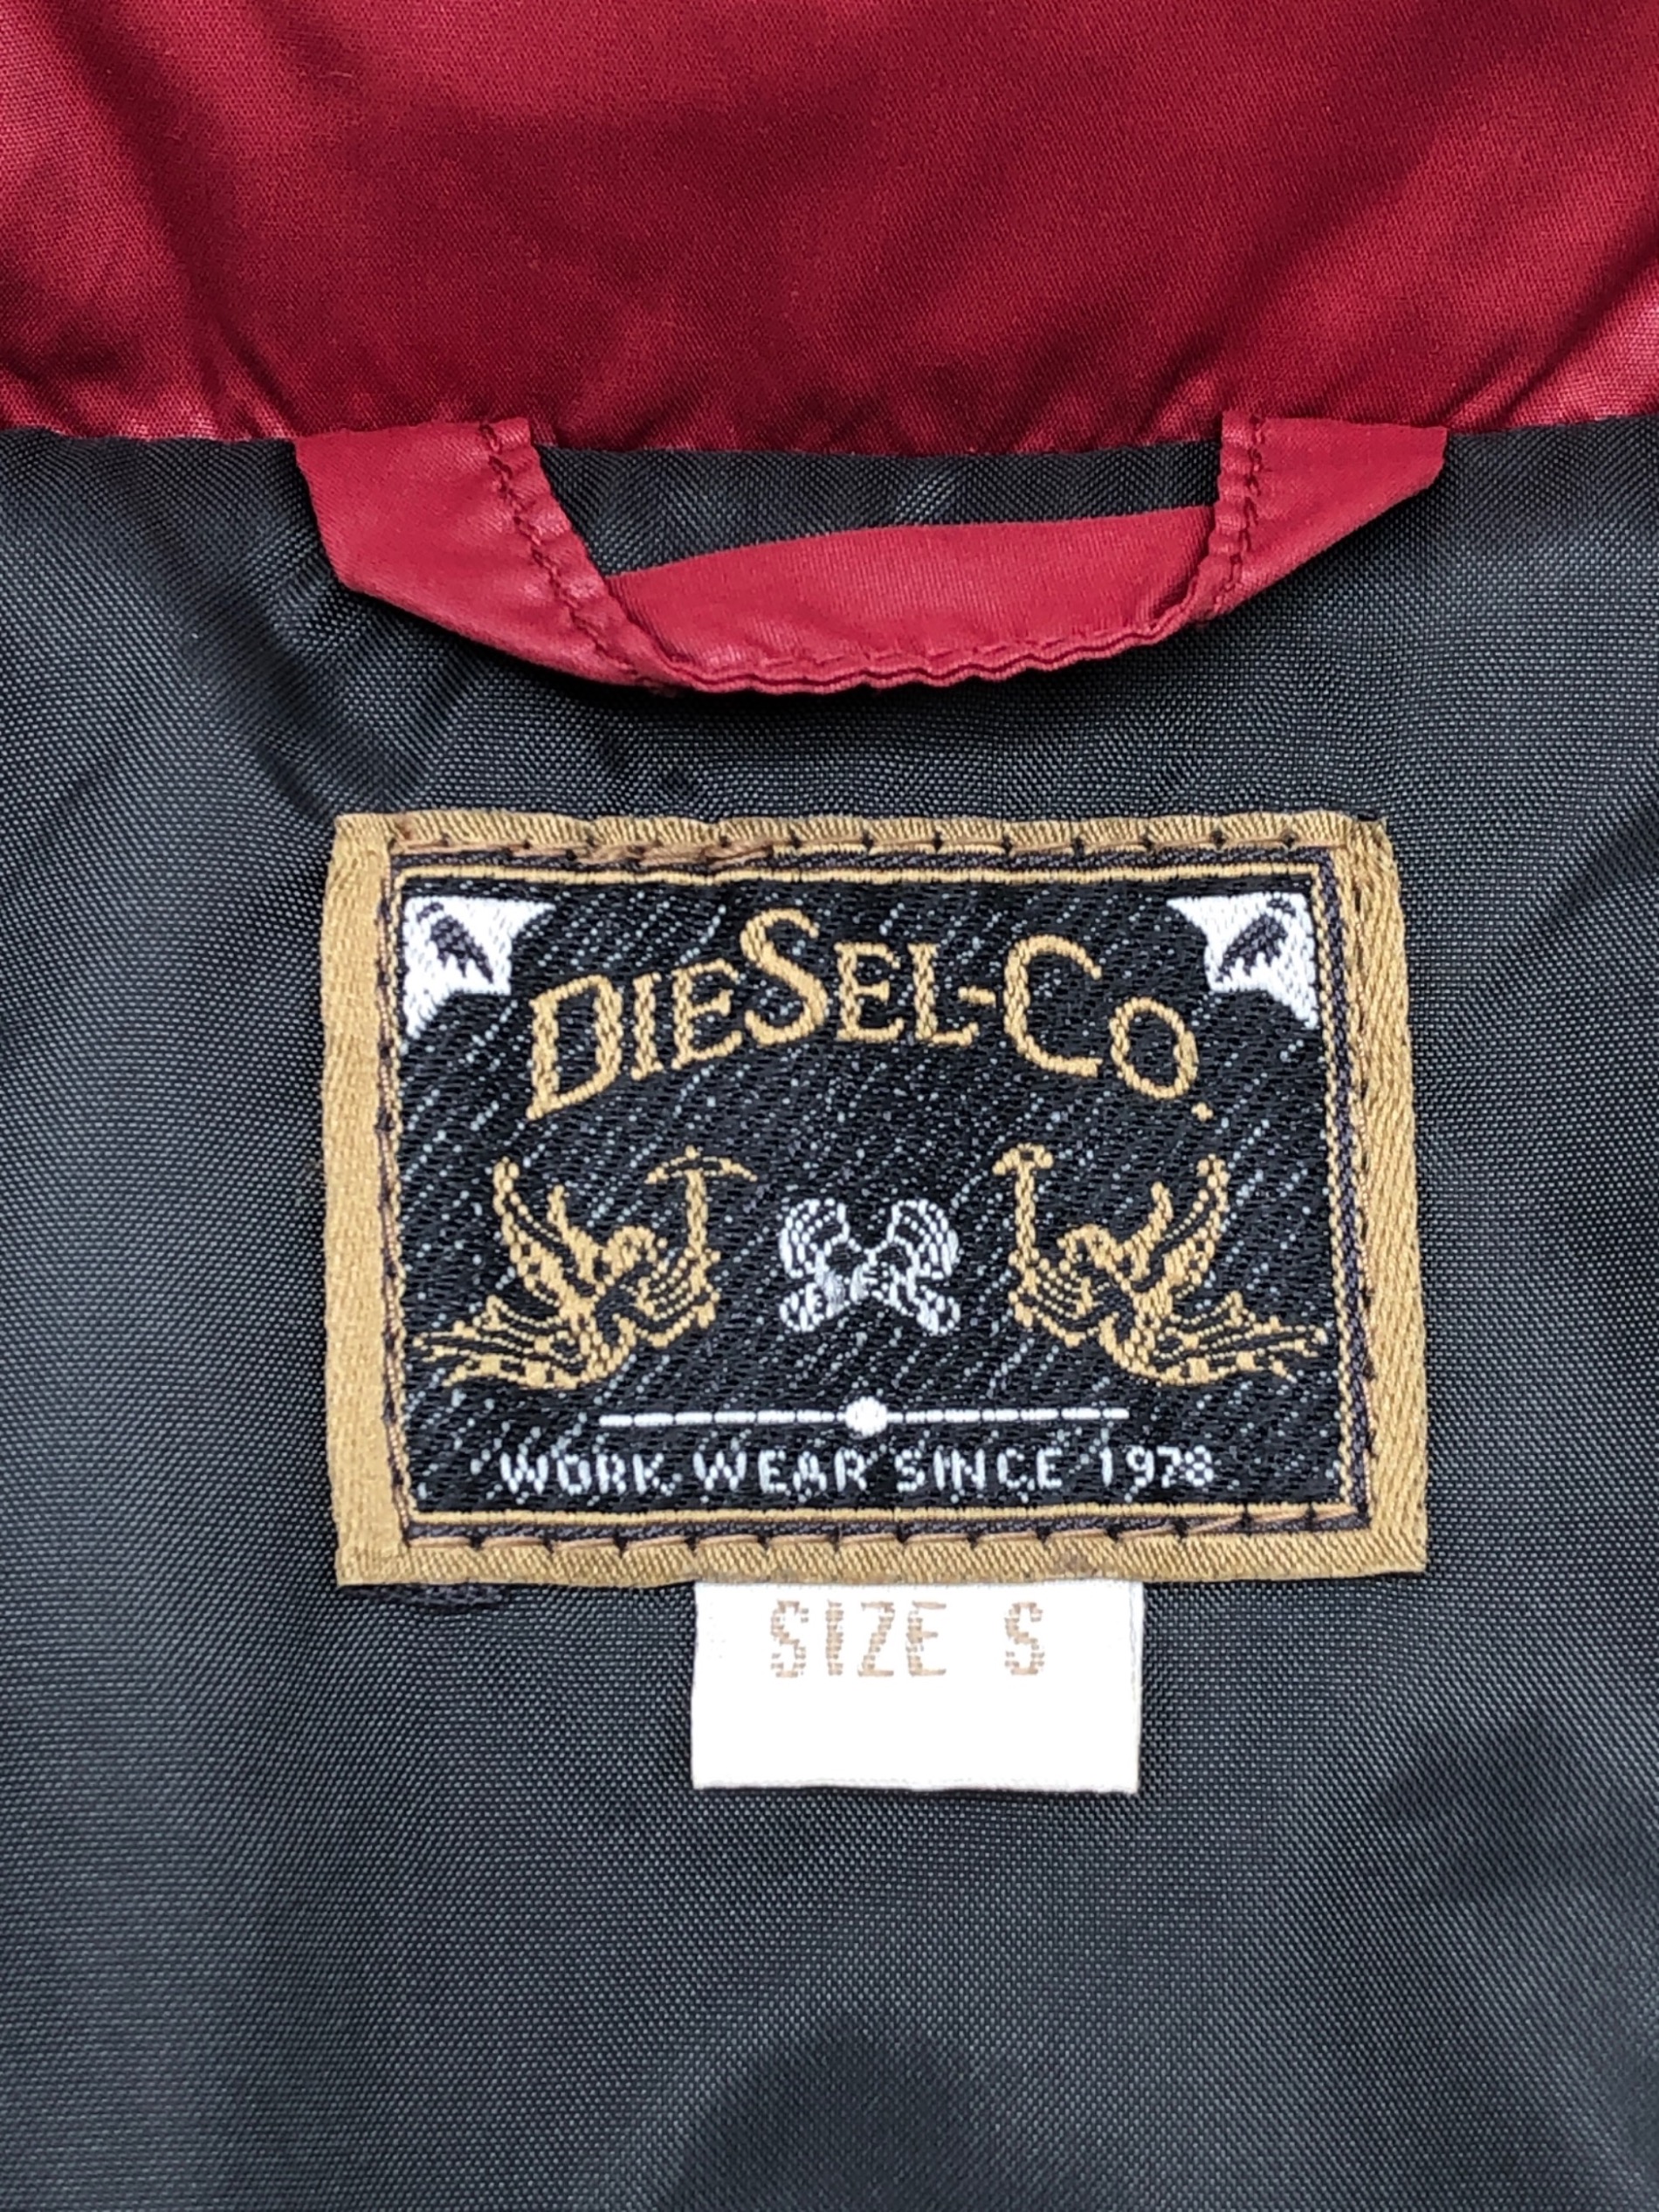 DIESEL-CO.
WORK WEAR SINCE 1978
SIZE S